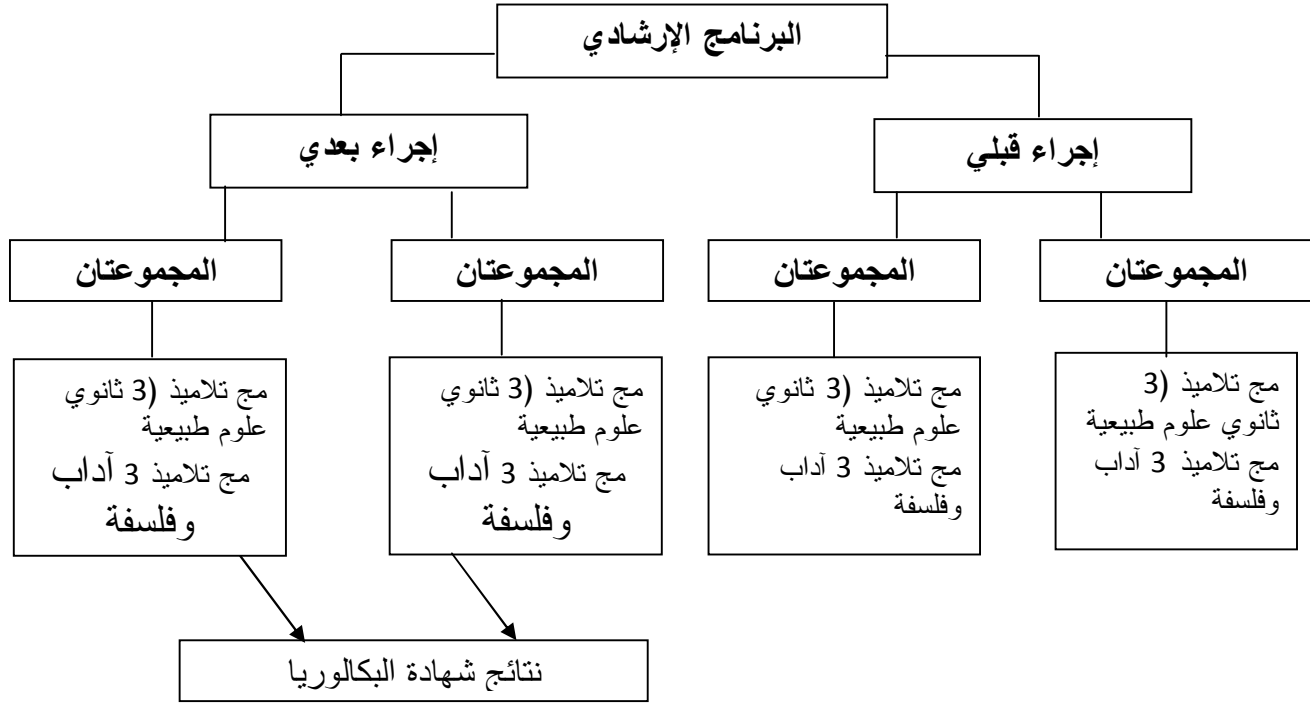 البرنامج الإرشادي
إجراء قبلي
إجراء بعدي
المجموعتان
المجموعتان
المجموعتان
المجموعتان
مج تلاميذ (3
ثانوي علوم طبيعية
مج تلاميذ 3 آداب
وفلسفة
مج تلاميذ (3 ثانوي
علوم طبيعية
مج تلاميذ 3 آداب
وفلسفة
مج تلاميذ (3 ثانوي
علوم طبيعية
مج تلاميذ 3 آداب
وفلسفة
مج تلاميذ (3 ثانوي
علوم طبيعية
مج تلاميذ 3 آداب
وفلسفة
نتائج شهادة البكالوريا